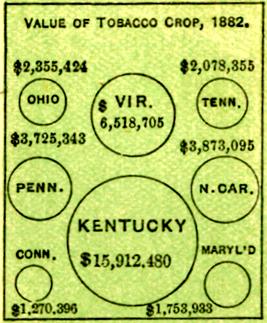 VALUE OF TOBACCO CROP, 1882.
$2,355,424
$2,078,355
OHIO
$ VIR.
6,518,705
TENN.
$3,725,343
$3,873,095
PENN.
N.CAR.
KENTUCKY
$15,912.480
CONN.
MARYL'D
$1,270.396
$1,753,933